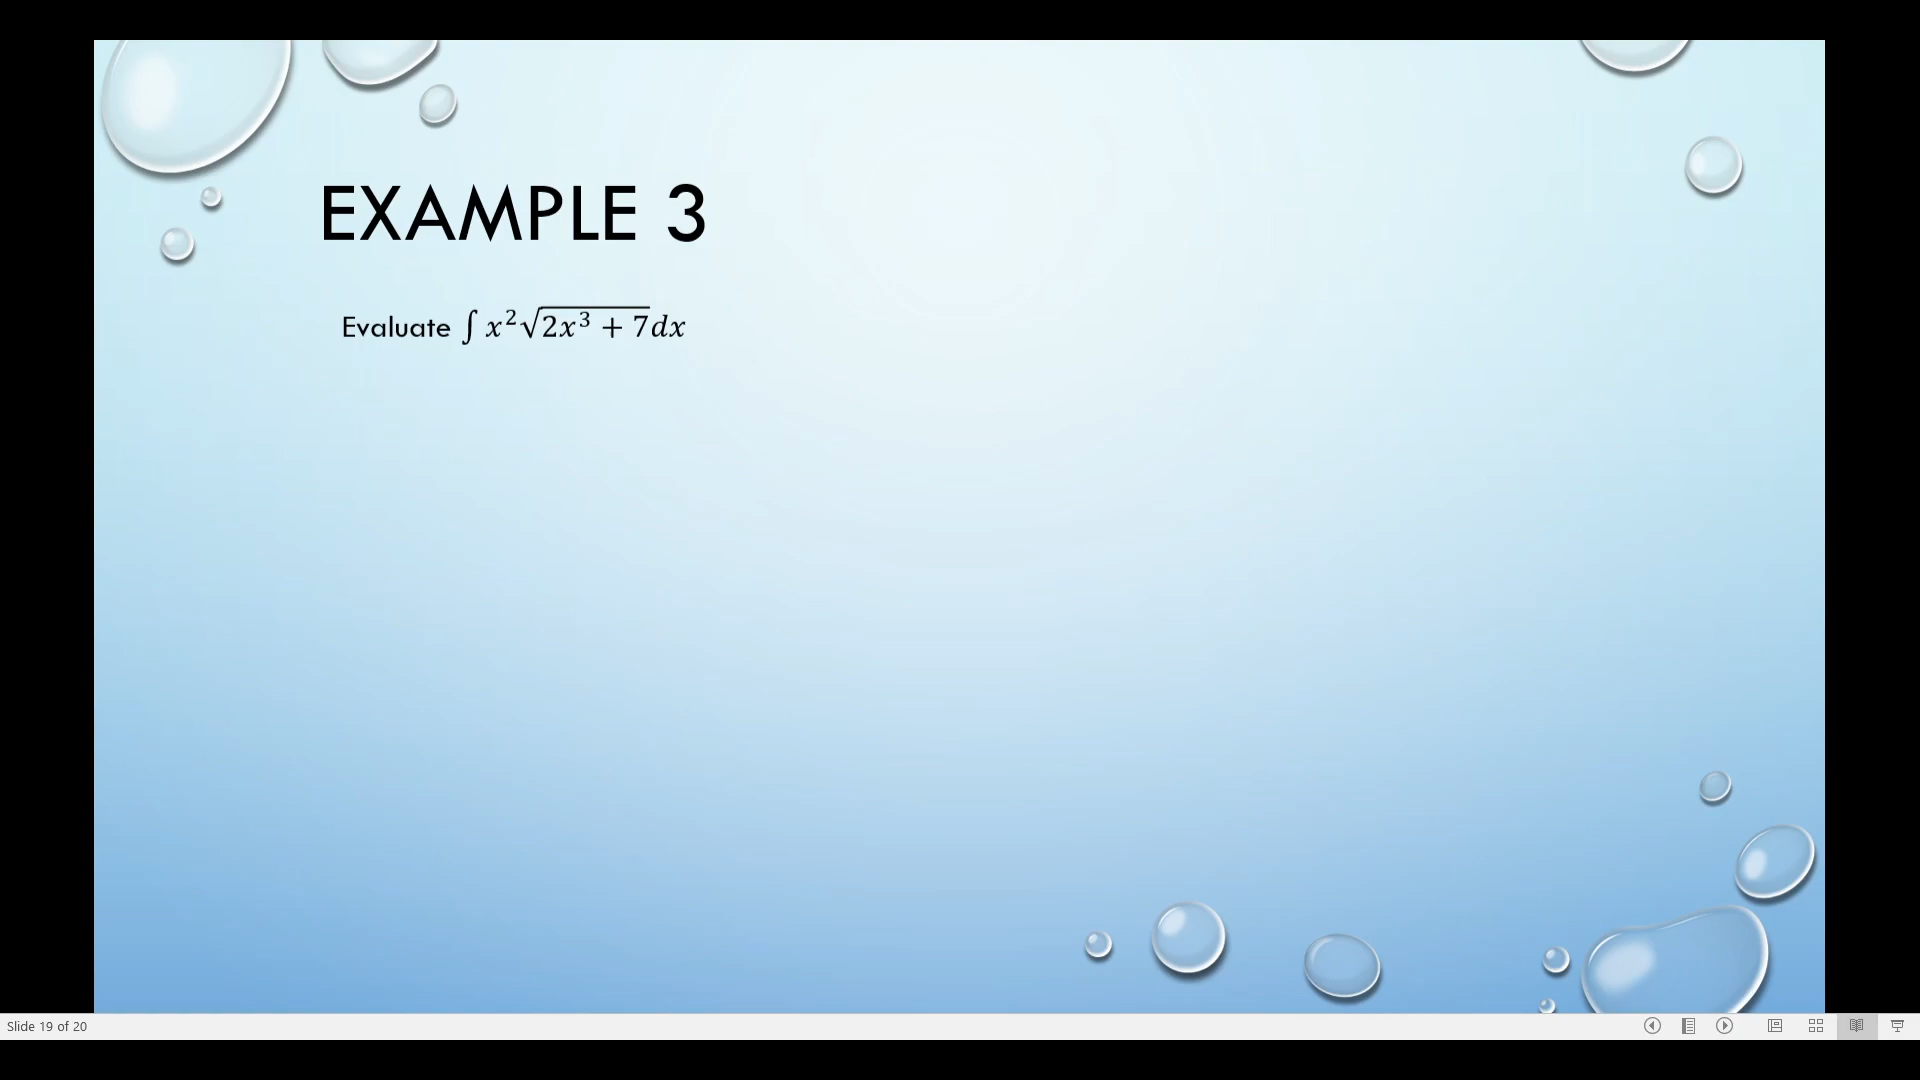 EXAMPLE 3
Evaluate ∫ x²√(2x³ + 7)dx
Slide 19 of 20